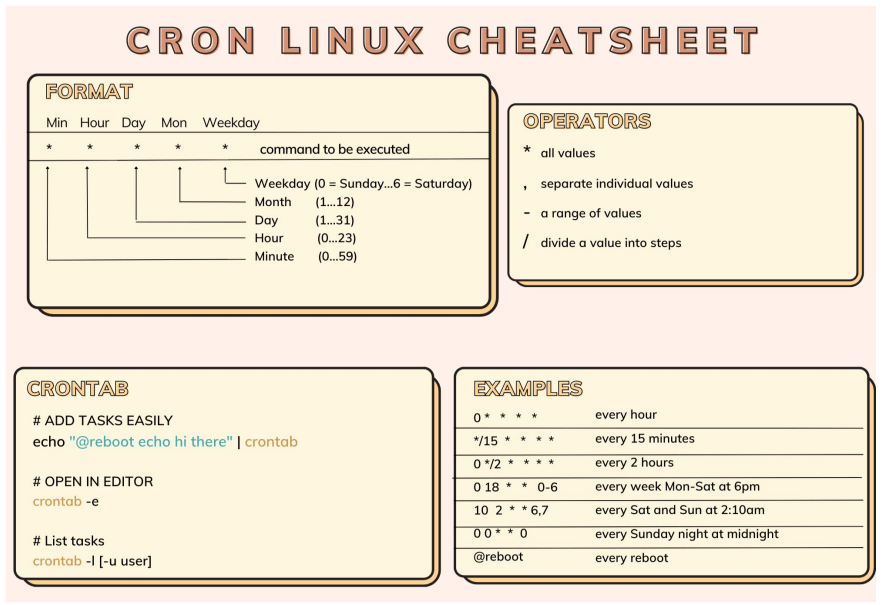 CRON LINUX CHEATSHEET
FORMAT
Min Hour Day Mon Weekday
* * * * * command to be executed
Weekday (0 = Sunday...6 = Saturday)
Month (1...12)
Day (1...31)
Hour (0...23)
Minute (0...59)
OPERATORS
* all values
, separate individual values
- a range of values
/ divide a value into steps
CRONTAB
# ADD TASKS EASILY
echo "@reboot echo hi there" | crontab
# OPEN IN EDITOR
crontab -e
# List tasks
crontab -l [-u user]
EXAMPLES
0 * * * * every hour
*/15 * * * * every 15 minutes
0 */2 * * * * every 2 hours
0 18 * * 0-6 every week Mon-Sat at 6pm
10 2 * * 6,7 every Sat and Sun at 2:10am
0 0 * * 0 every Sunday night at midnight
@reboot every reboot